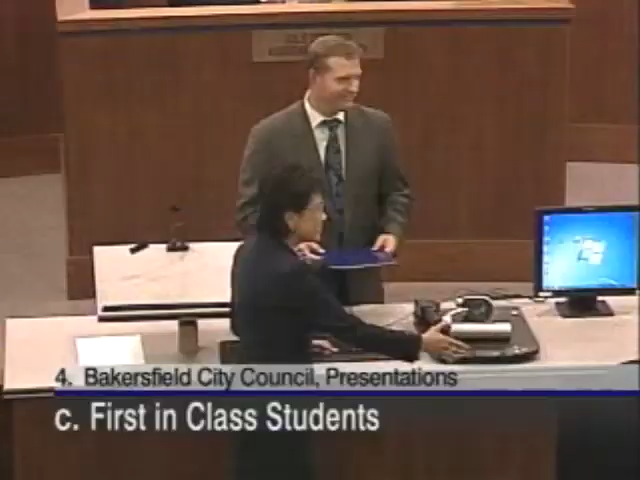 4. Bakersfield City Council, Presentations
c. First in Class Students